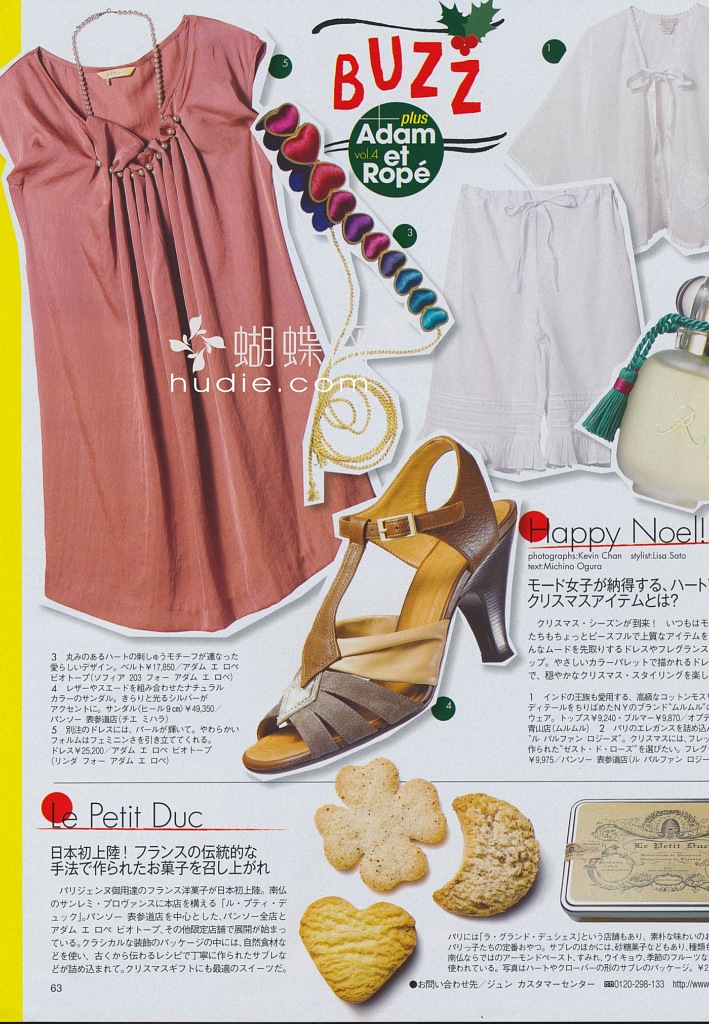 BUZZ
plus
vol.4
Adam
et
Ropé
5
1
3
4
蝴蝶
hudie.com
Happy Noel!
photographs:Kevin Chan stylist:Lisa Sato
text:Michino Ogura
モード女子が納得する、ハート
クリスマスアイテムとは?
クリスマス・シーズンが到来! いつもはモ
たちもちょっとピースフルで上質なアイテムを
んなムードを先取りするドレスやフレグランス
ップ。やさしいカラーパレットで描かれるドレ
で、穏やかなクリスマス・スタイリングを楽し
1 インドの王族も愛用する、高級なコットンモス
ディテールをちりばめたNYのブランド"ムルムル"の
ウェア。トップス¥9,240・ブルマー¥9,870/オプテ
青山店(ムルムル) 2 パリのエレガンスを詰め込ん
"ル パルファン ロジーヌ"。クリスマスには、フレッ
作られた"ゼスト・ド・ローズ"を選びたい。フレグ
¥9,975/バンソー 表参道店(ル パルファン ロジー
3 丸みのあるハートの刺しゅうモチーフが連なった
愛らしいデザイン。ベルト¥17,850/アダム エ ロペ
ビオトープ(ソフィア 203 フォー アダム エ ロペ)
4 レザーやスエードを組み合わせたナチュラル
カラーのサンダル。きらりと光るシルバーが
アクセントに。サンダル(ヒール9㎝)¥49,350/
バンソー 表参道店(チエ ミハラ)
5 別注のドレスには、パールが輝いて。やわらかい
フォルムはフェミニンさを引き立ててくれる。
ドレス¥25,200/アダム エ ロペ ビオトープ
(リンダ フォー アダム エ ロペ)
Le Petit Duc
日本初上陸! フランスの伝統的な
手法で作られたお菓子を召し上がれ
パリジェンヌ御用達のフランス洋菓子が日本初上陸。南仏
のサンレミ・プロヴァンスに本店を構える「ル・プティ・デ
ュック」。バンソー 表参道店を中心とした、バンソー全店と
アダム エ ロペ ビオトープ、その他限定店舗で展開が始まっ
ている。クラシカルな装飾のパッケージの中には、自然食材な
どを使い、古くから伝わるレシピで丁寧に作られたサブレな
どが詰め込まれて。クリスマスギフトにも最適のスイーツだ。
Le Petit Duc
パリには「ラ・グランド・デュシェス」という店舗もあり、素朴な味わいのお
パリっ子たちの定番おやつ。サブレのほかには、砂糖菓子などもあり、種類も
南仏ならではのアーモンドペースト、すみれ、ウイキョウ、季節のフルーツな
使われている。写真はハートやクローバーの形のサブレのパッケージ。¥2
●お問い合わせ先/ジュン カスタマーセンター 0120-298-133 http://www
63